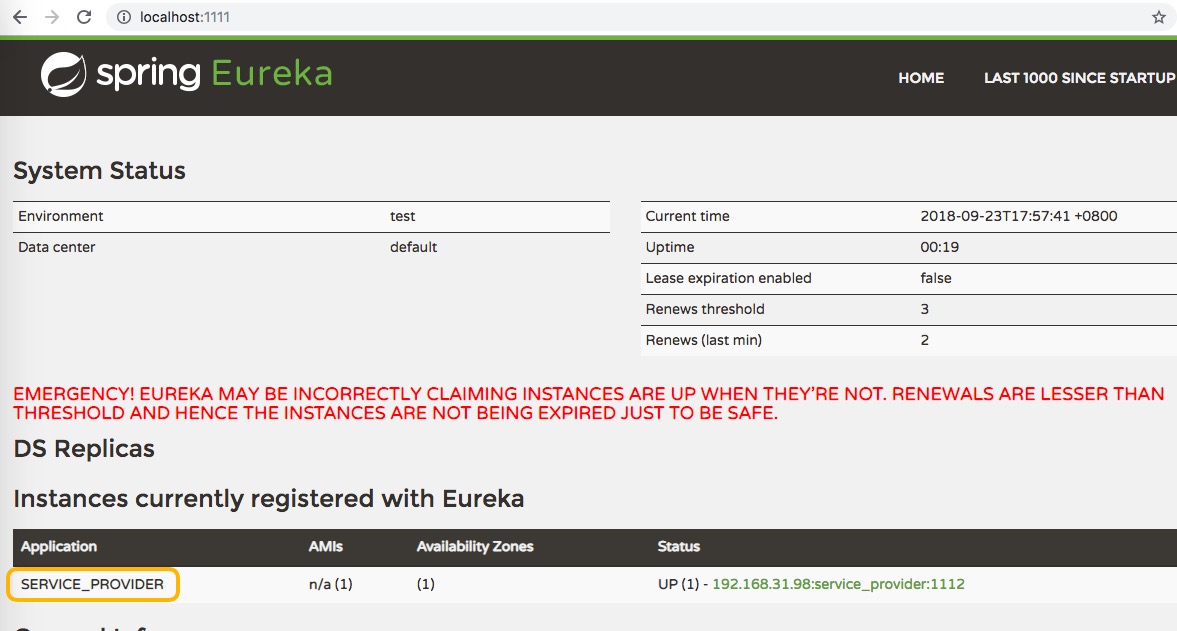 localhost:1111
spring Eureka
HOME LAST 1000 SINCE STARTUP
System Status
Environment test
Data center default
Current time 2018-09-23T17:57:41 +0800
Uptime 00:19
Lease expiration enabled false
Renews threshold 3
Renews (last min) 2
EMERGENCY! EUREKA MAY BE INCORRECTLY CLAIMING INSTANCES ARE UP WHEN THEY'RE NOT. RENEWALS ARE LESSER THAN
THRESHOLD AND HENCE THE INSTANCES ARE NOT BEING EXPIRED JUST TO BE SAFE.
DS Replicas
Instances currently registered with Eureka
Application AMIs Availability Zones Status
SERVICE_PROVIDER n/a (1) (1) UP (1) - 192.168.31.98:service_provider:1112